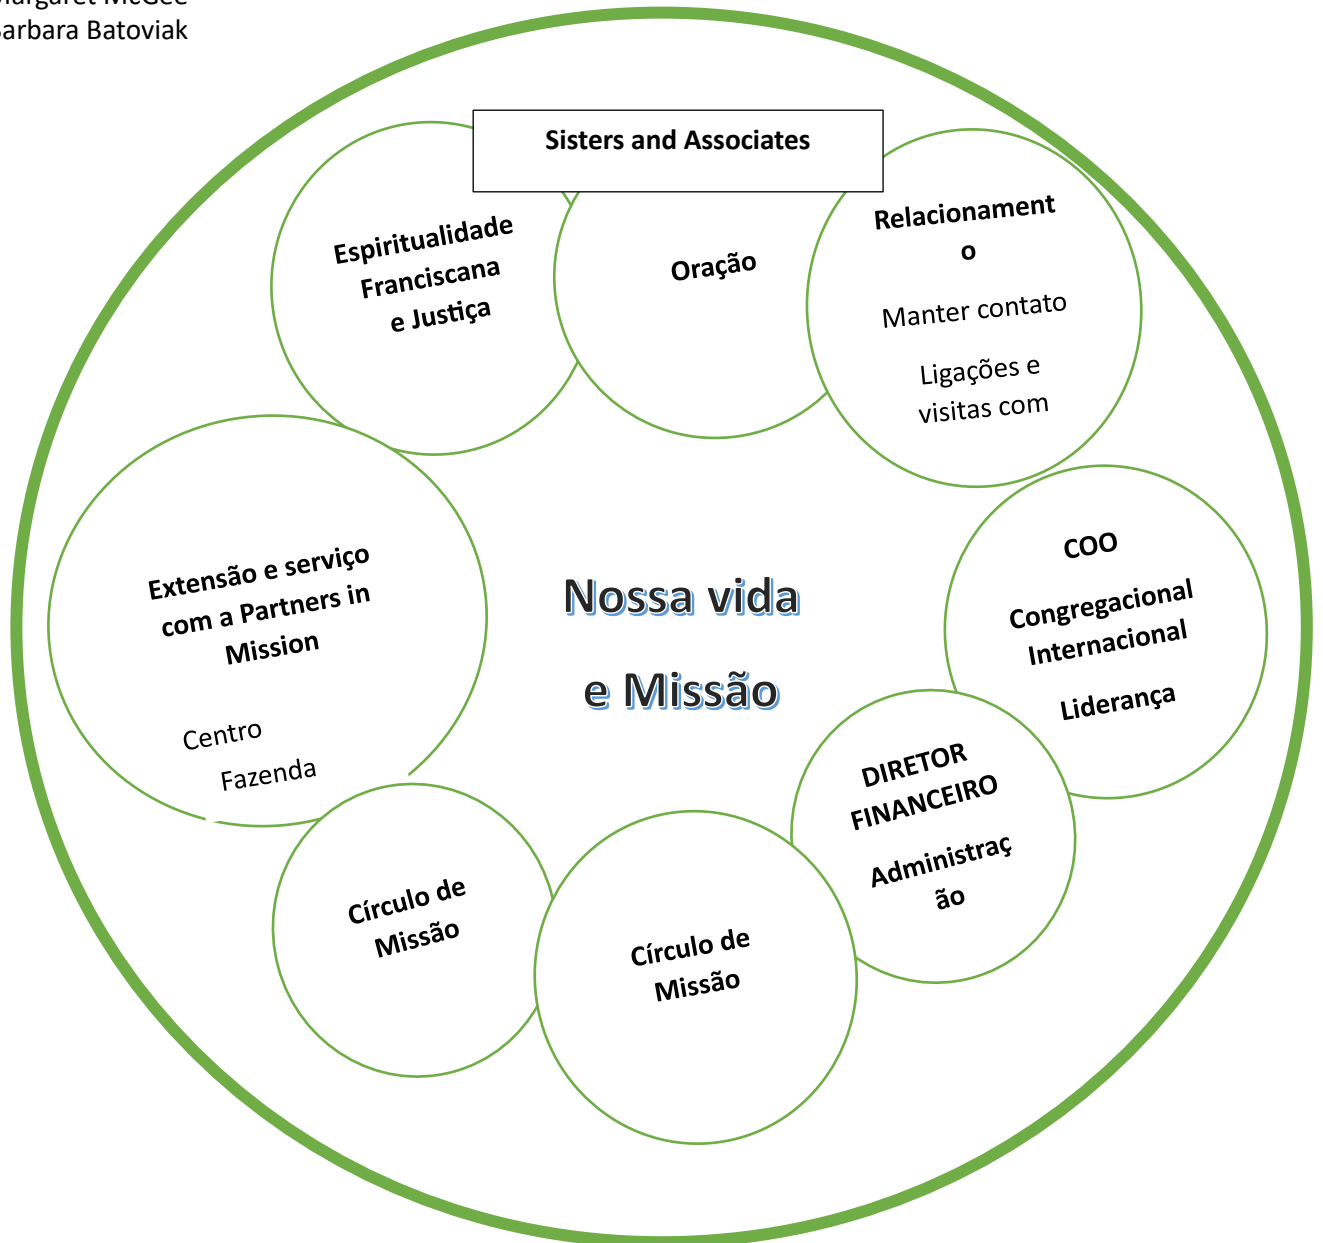 McGee
Barbara Batoviak
Sisters and Associates
Espiritualidade
Franciscana
e Justiça
Oração
Relacionament
o
Manter contato
Ligações e
visitas com
Extensão e serviço
com a Partners in
Mission
Centro
Fazenda
Nossa vida
e Missão
COO
Congregacional
Internacional
Liderança
DIRETOR
FINANCEIRO
Administraç
ão
Círculo de
Missão
Círculo de
Missão